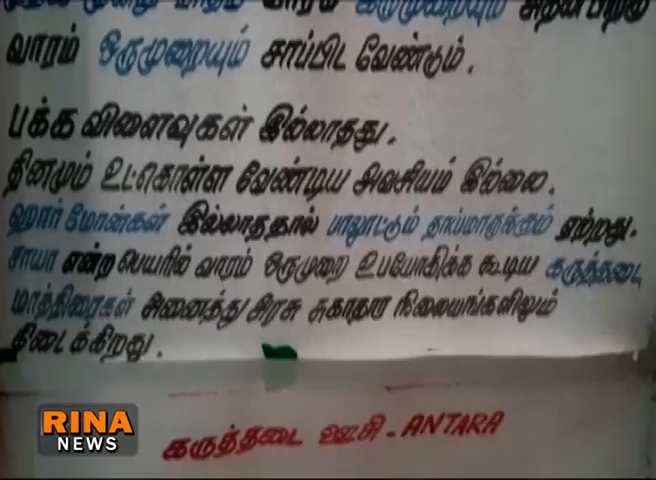 வாரம் ஒருமுறையும் சாப்பிட வேண்டும்.
பக்க விளைவுகள் இல்லாதது.
தினமும் உட்கொள்ள வேண்டிய அவசியம் இல்லை.
ஹார்மோன்கள் இல்லாததால் பாலூட்டும் தாய்மாருக்கும் ஏற்றது.
சாயா என்ற பெயரில் வாரம் ஒருமுறை உபயோகிக்க கூடிய கருத்தடை
மாத்திரைகள் அனைத்து அரசு சுகாதார நிலையங்களிலும்
கிடைக்கிறது.
கருத்தடை ஊசி - ANTARA
RINA
NEWS